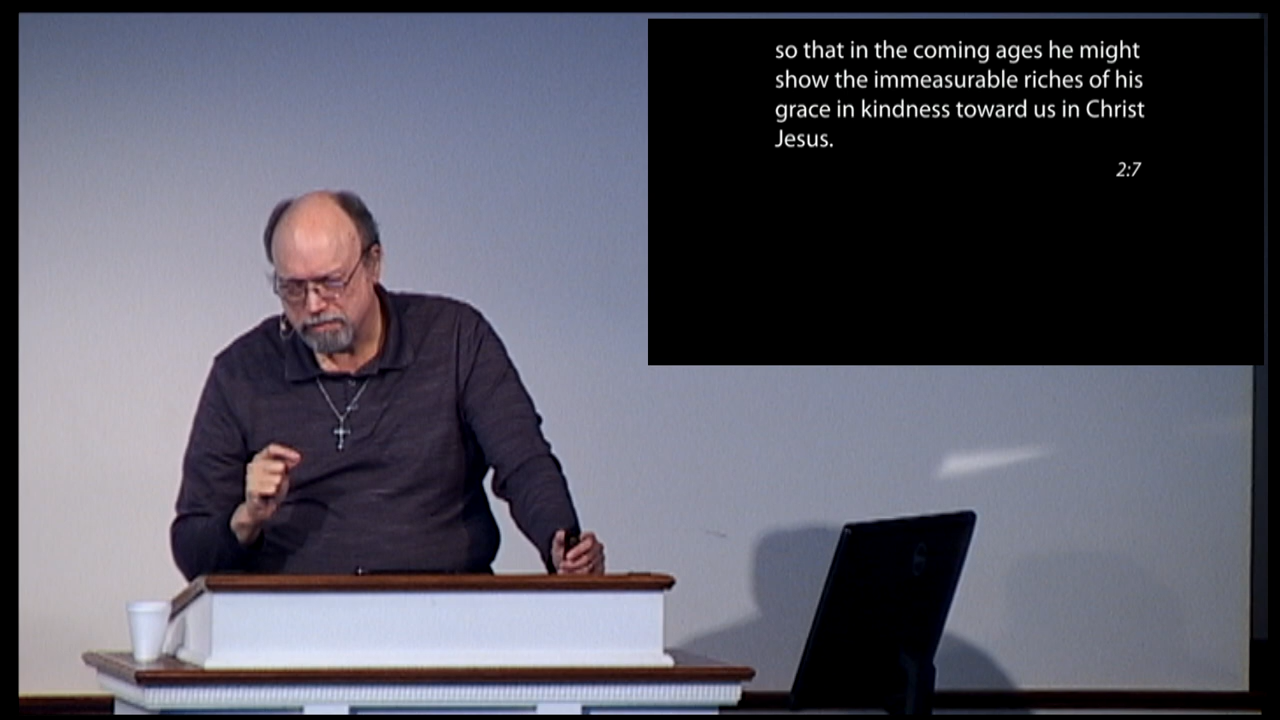 so that in the coming ages he might
show the immeasurable riches of his
grace in kindness toward us in Christ
Jesus.
2:7